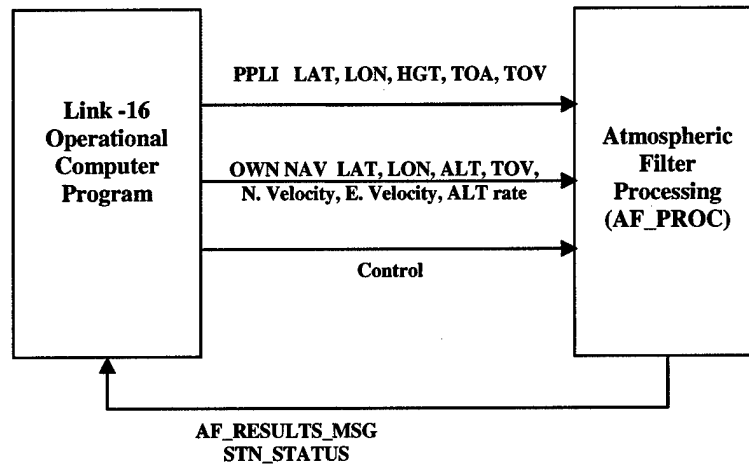 Link -16
Operational
Computer
Program
PPLI LAT, LON, HGT, TOA, TOV
OWN NAV LAT, LON, ALT, TOV,
N. Velocity, E. Velocity, ALT rate
Control
Atmospheric
Filter
Processing
(AF_PROC)
AF_RESULTS_MSG
STN_STATUS